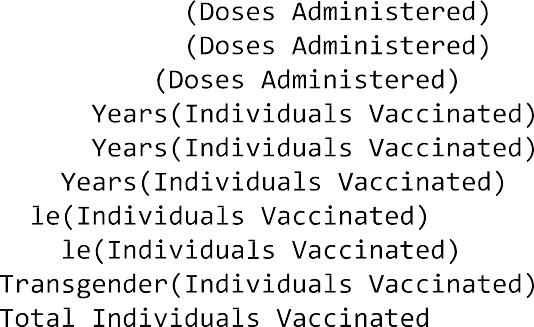 (Doses Administered)
(Doses Administered)
(Doses Administered)
Years(Individuals Vaccinated)
Years(Individuals Vaccinated)
Years(Individuals Vaccinated)
le(Individuals Vaccinated)
le(Individuals Vaccinated)
Transgender(Individuals Vaccinated)
Total Individuals Vaccinated